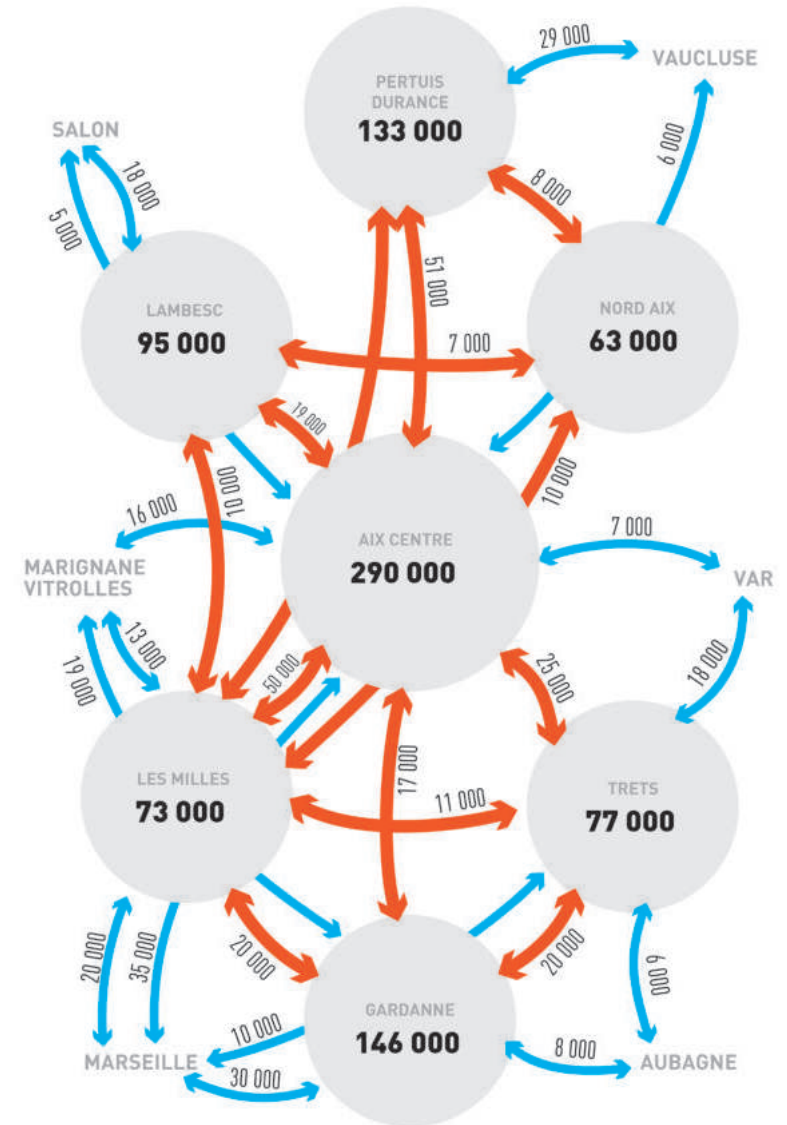 29 000
VAUCLUSE
PERTUIS
DURANCE
133 000
6 000
SALON
18 000
5 000
8 000
51 000
LAMBESC
95 000
NORD AIX
63 000
7 000
19 000
10 000
10 000
16 000
AIX CENTRE
290 000
7 000
MARIGNANE
VITROLLES
VAR
13 000
19 000
50 000
25 000
18 000
LES MILLES
73 000
17 000
11 000
TRETS
77 000
20 000
35 000
20 000
20 000
6 000
GARDANNE
146 000
10 000
MARSEILLE
30 000
8 000
AUBAGNE